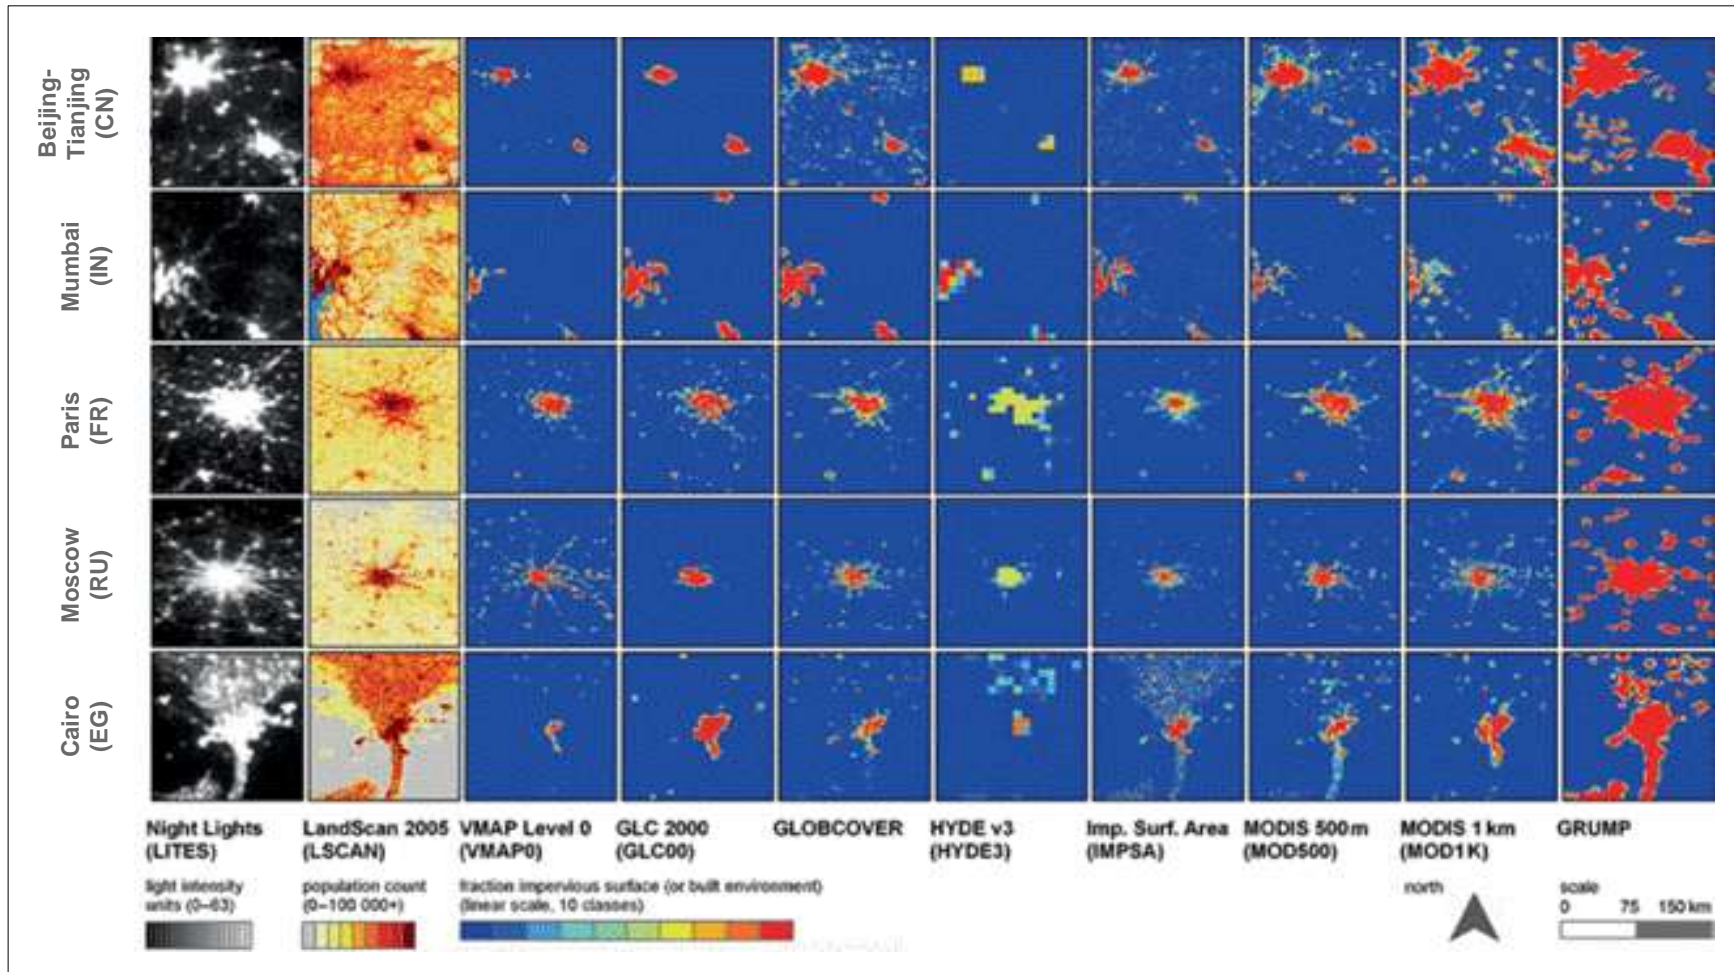 Beijing-
Tianjing
(CN)
Mumbai
(IN)
Paris
(FR)
Moscow
(RU)
Cairo
(EG)
Night Lights
(LITES)
LandScan 2005
(LSCAN)
VMAP Level 0
(VMAP0)
GLC 2000
(GLC00)
GLOBCOVER
HYDE v3
(HYDE3)
Imp. Surf. Area
(IMPSA)
MODIS 500m
(MOD500)
MODIS 1km
(MOD1K)
GRUMP
light intensity
units (0–63)
population count
(0–100 000+)
fraction impervious surface (or built environment)
(linear scale, 10 classes)
north
scale
0 75 150 km